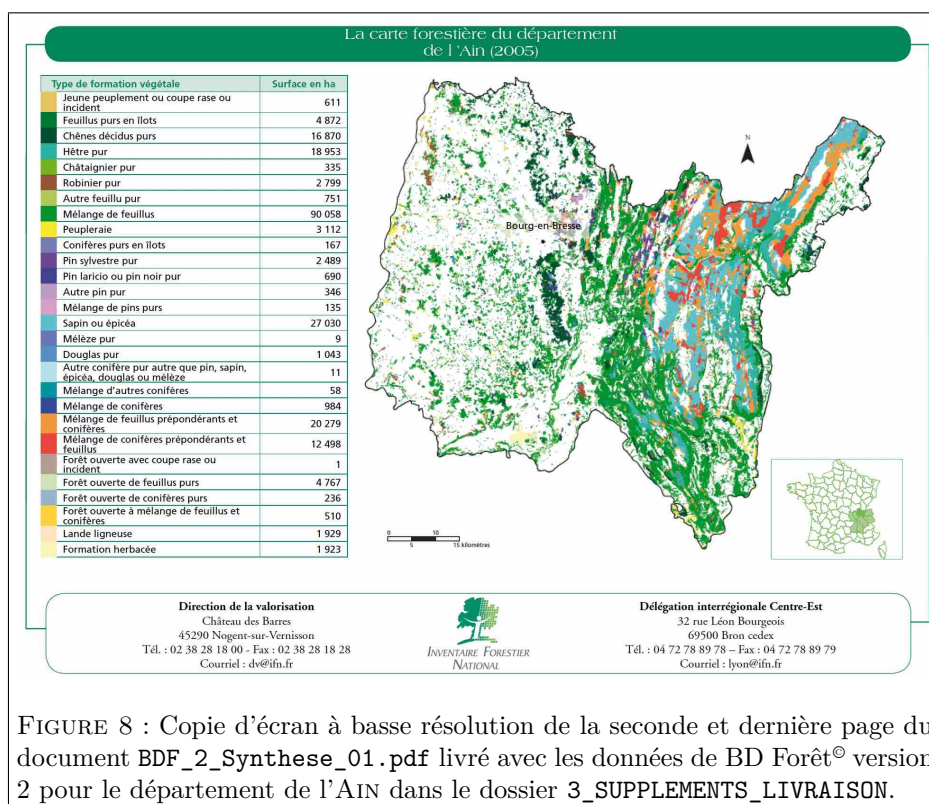 La carte forestière du département
de l 'Ain (2005)
Type de formation végétale Surface en ha
Jeune peuplement ou coupe rase ou
incident 611
Feuillus purs en îlots 4 872
Chênes décidus purs 16 870
Hêtre pur 18 953
Châtaignier pur 335
Robinier pur 2 799
Autre feuillu pur 751
Mélange de feuillus 90 058
Peupleraie 3 112
Conifères purs en îlots 167
Pin sylvestre pur 2 489
Pin laricio ou pin noir pur 690
Autre pin pur 346
Mélange de pins purs 135
Sapin ou épicéa 27 030
Mélèze pur 9
Douglas pur 1 043
Autre conifère pur autre que pin, sapin,
épicéa, douglas ou mélèze 11
Mélange d'autres conifères 58
Mélange de conifères 984
Mélange de feuillus prépondérants et
conifères 20 279
Mélange de conifères prépondérants et
feuillus 12 498
Forêt ouverte avec coupe rase ou
incident 1
Forêt ouverte de feuillus purs 4 767
Forêt ouverte de conifères purs 236
Forêt ouverte à mélange de feuillus et
conifères 510
Lande ligneuse 1 929
Formation herbacée 1 923
N
Bourg-en-Bresse
0 10
5 15 kilomètres
Direction de la valorisation
Château des Barres
45290 Nogent-sur-Vernisson
Tél. : 02 38 28 18 00 - Fax : 02 38 28 18 28
Courriel : dv@ifn.fr
INVENTAIRE FORESTIER
NATIONAL
Délégation interrégionale Centre-Est
32 rue Léon Bourgeois
69500 Bron cedex
Tél. : 04 72 78 89 78 – Fax : 04 72 78 89 79
Courriel : lyon@ifn.fr
FIGURE 8 : Copie d'écran à basse résolution de la seconde et dernière page du
document BDF_2_Synthese_01.pdf livré avec les données de BD Forêt© version
2 pour le département de l'AIN dans le dossier 3_SUPPLEMENTS_LIVRAISON.